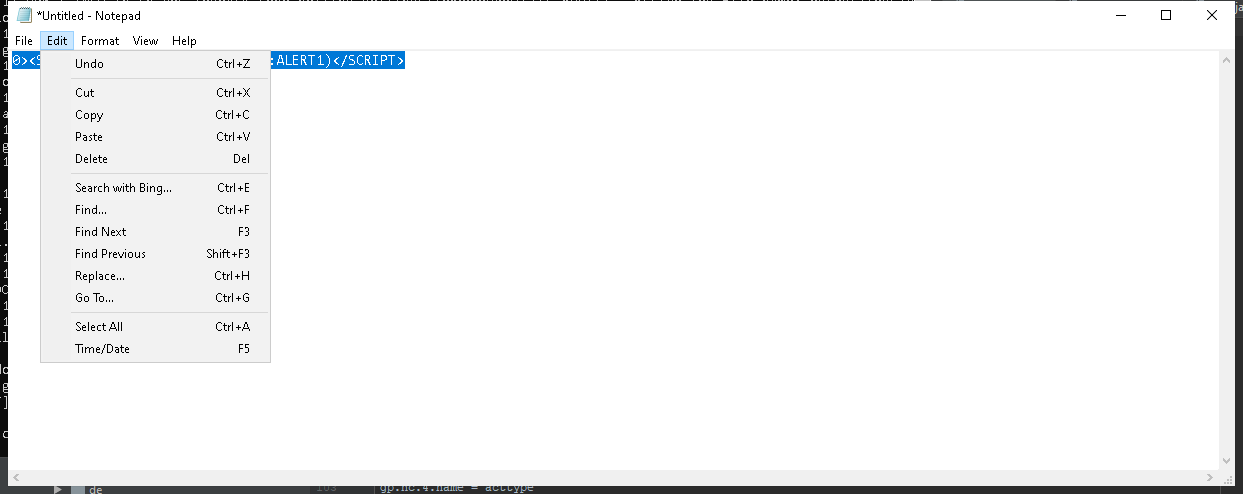 *Untitled - Notepad
File Edit Format View Help
0><S :ALERT1)</SCRIPT>
Undo Ctrl+Z
Cut Ctrl+X
Copy Ctrl+C
Paste Ctrl+V
Delete Del
Search with Bing... Ctrl+E
Find... Ctrl+F
Find Next F3
Find Previous Shift+F3
Replace... Ctrl+H
Go To... Ctrl+G
Select All Ctrl+A
Time/Date F5
de
gp.nc.4.name = acttype